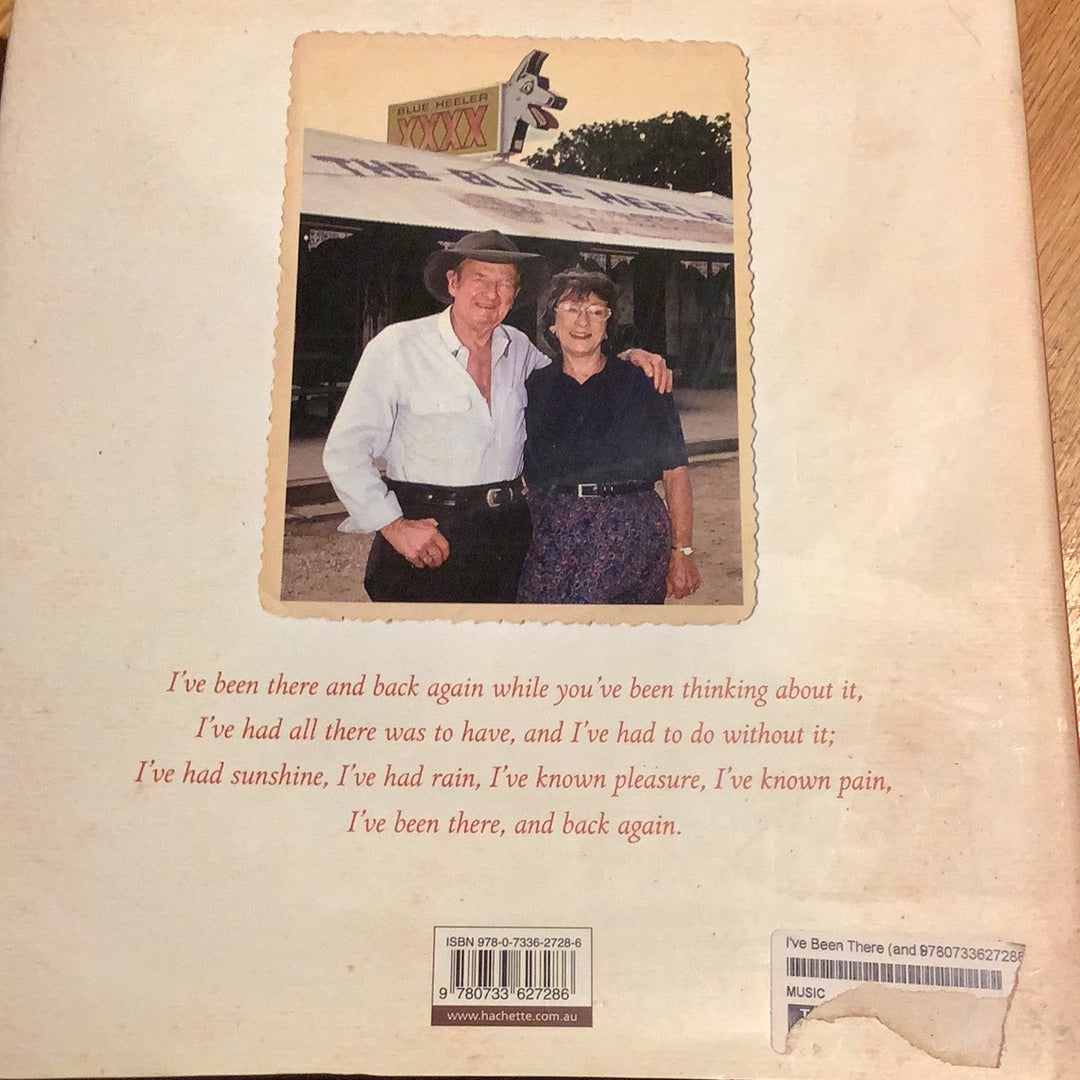 BLUE HEELER
XXXX
THE BLUE HEELE
I've been there and back again while you've been thinking about it,
I've had all there was to have, and I've had to do without it;
I've had sunshine, I've had rain, I've known pleasure, I've known pain,
I've been there, and back again.
ISBN 978-0-7336-2728-6
9 780733 627286
www.hachette.com.au
I've Been There (and 9780733627286
MUSIC